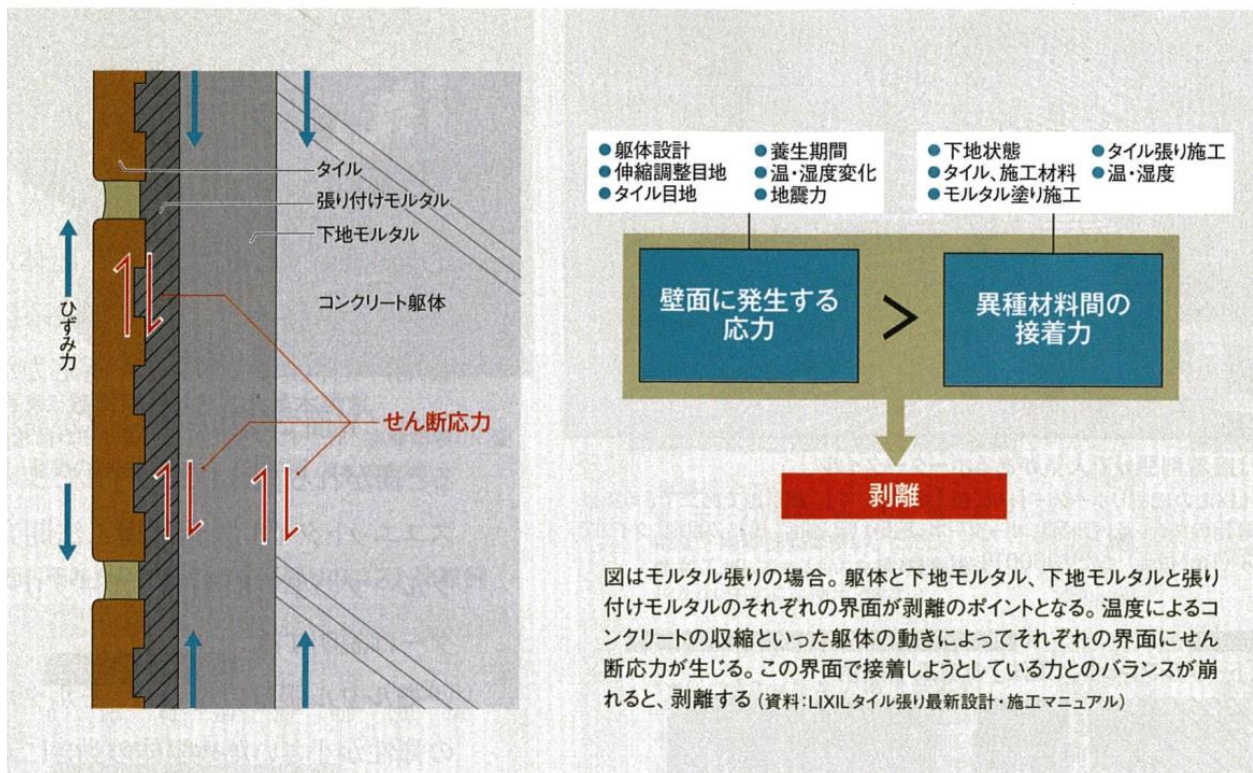 タイル
張り付けモルタル
下地モルタル
コンクリート躯体
ひずみ力
せん断応力
●躯体設計
●伸縮調整目地
●タイル目地
●養生期間
●温・湿度変化
●地震力
●下地状態
●タイル、施工材料
●モルタル塗り施工
●タイル張り施工
●温・湿度
壁面に発生する
応力
>
異種材料間の
接着力
剥離
図はモルタル張りの場合。躯体と下地モルタル、下地モルタルと張り
付けモルタルのそれぞれの界面が剥離のポイントとなる。温度によるコ
ンクリートの収縮といった躯体の動きによってそれぞれの界面にせん
断応力が生じる。この界面で接着しようとしている力とのバランスが崩
れると、剥離する（資料：LIXILタイル張り最新設計・施工マニュアル）